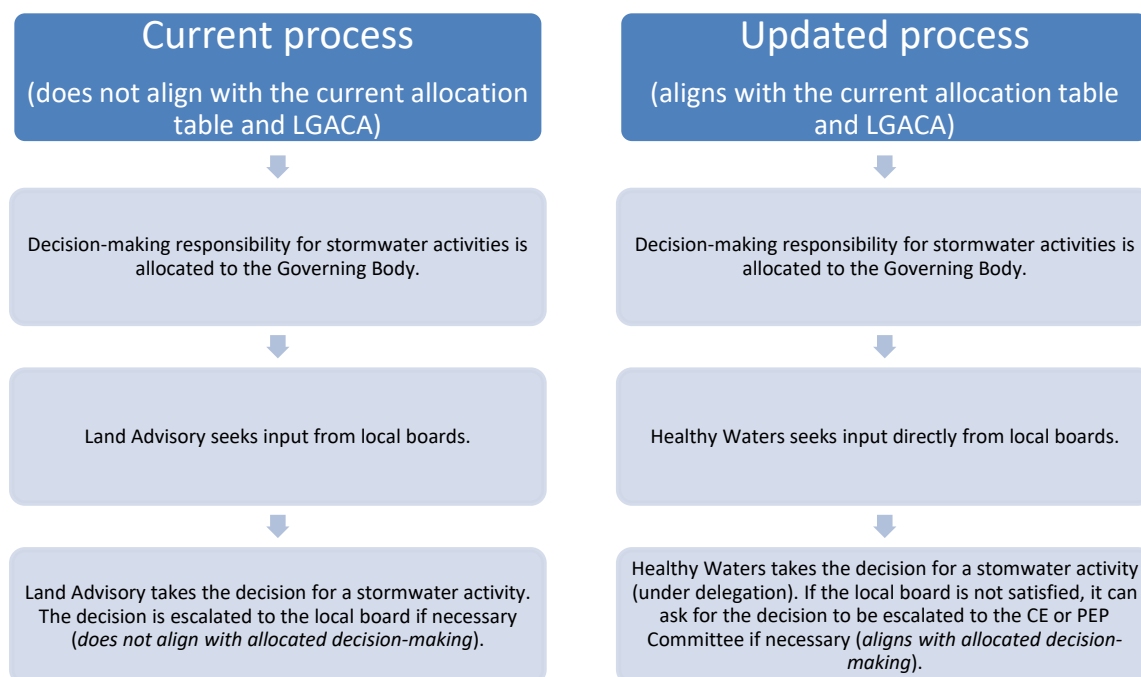 Current process
(does not align with the current allocation
table and LGACA)
Decision-making responsibility for stormwater activities is
allocated to the Governing Body.
Land Advisory seeks input from local boards.
Land Advisory takes the decision for a stormwater activity.
The decision is escalated to the local board if necessary
(does not align with allocated decision-making).
Updated process
(aligns with the current allocation table
and LGACA)
Decision-making responsibility for stormwater activities is
allocated to the Governing Body.
Healthy Waters seeks input directly from local boards.
Healthy Waters takes the decision for a stomwater activity
(under delegation). If the local board is not satisfied, it can
ask for the decision to be escalated to the CE or PEP
Committee if necessary (aligns with allocated decision-
making).